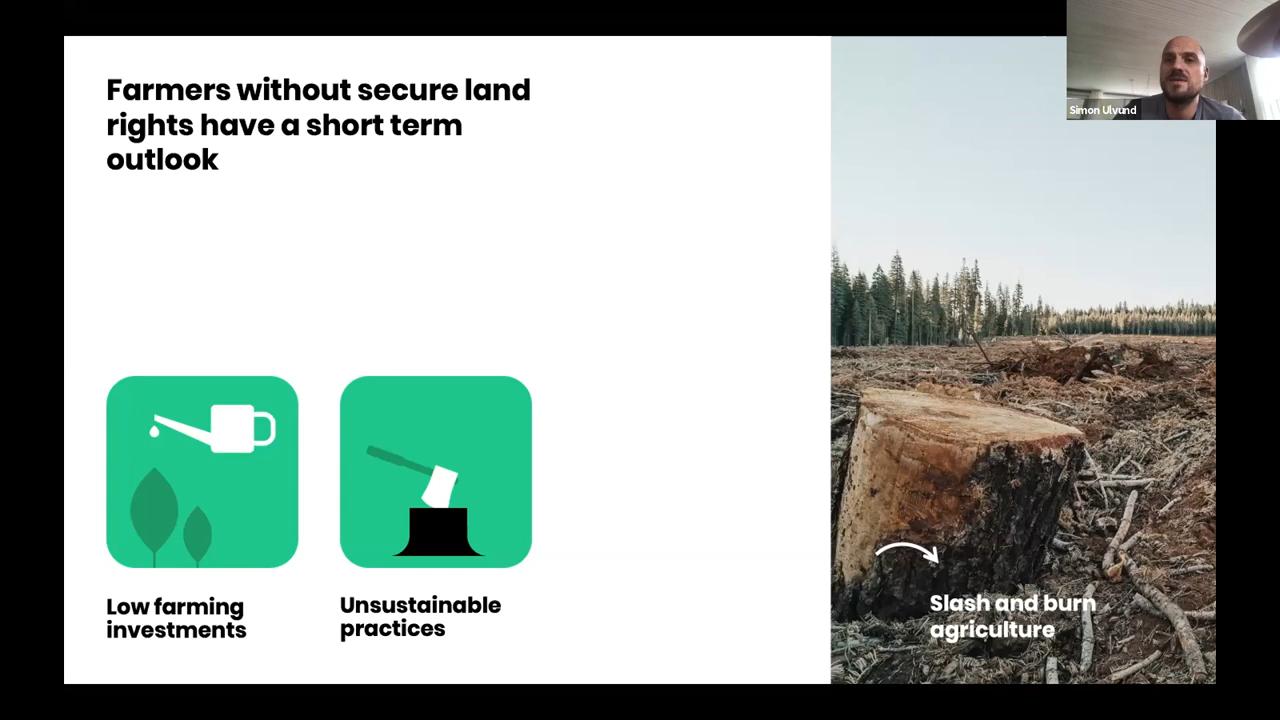 Farmers without secure land
rights have a short term
outlook
Low farming
investments
Unsustainable
practices
Slash and burn
agriculture
Simon Ulvund